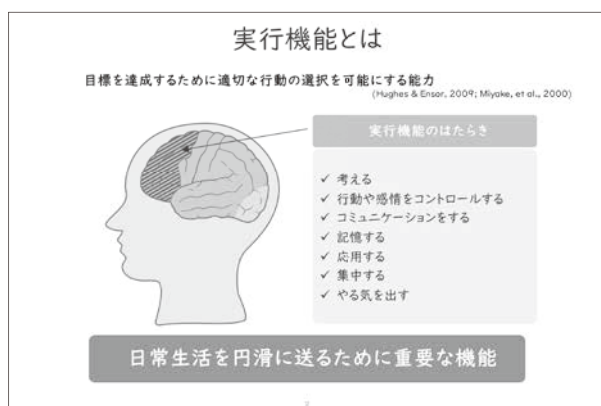 実行機能とは
目標を達成するために適切な行動の選択を可能にする能力
(Hughes & Ensor, 2009; Miyake, et al., 2000)
実行機能のはたらき
✓ 考える
✓ 行動や感情をコントロールする
✓ コミュニケーションをする
✓ 記憶する
✓ 応用する
✓ 集中する
✓ やる気を出す
日常生活を円滑に送るために重要な機能